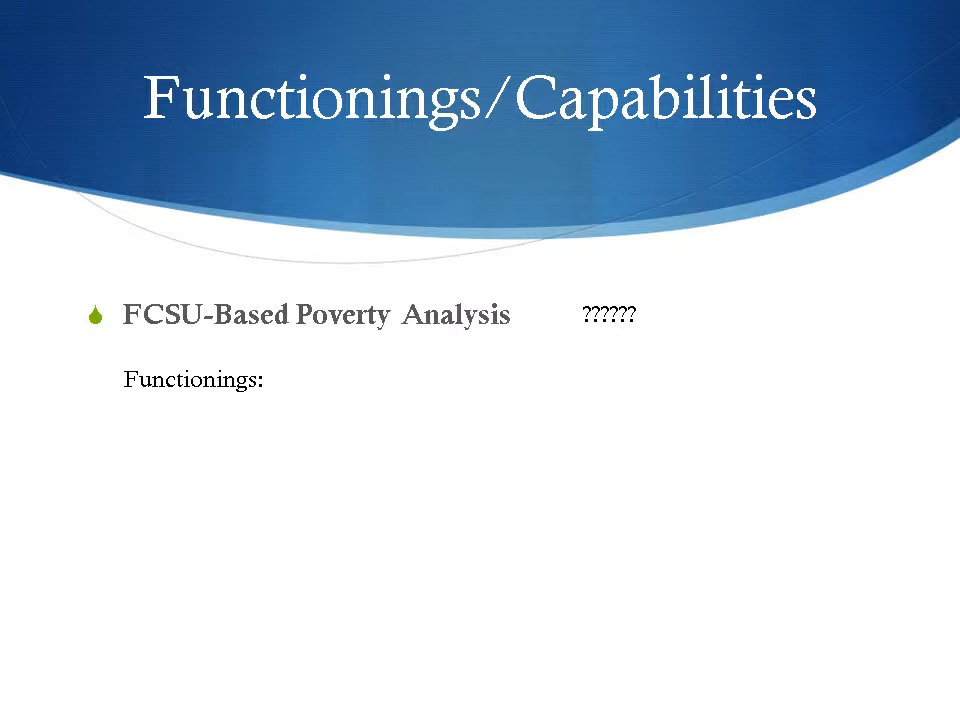 Functionings/Capabilities
FCSU-Based Poverty Analysis ??????
Functionings: